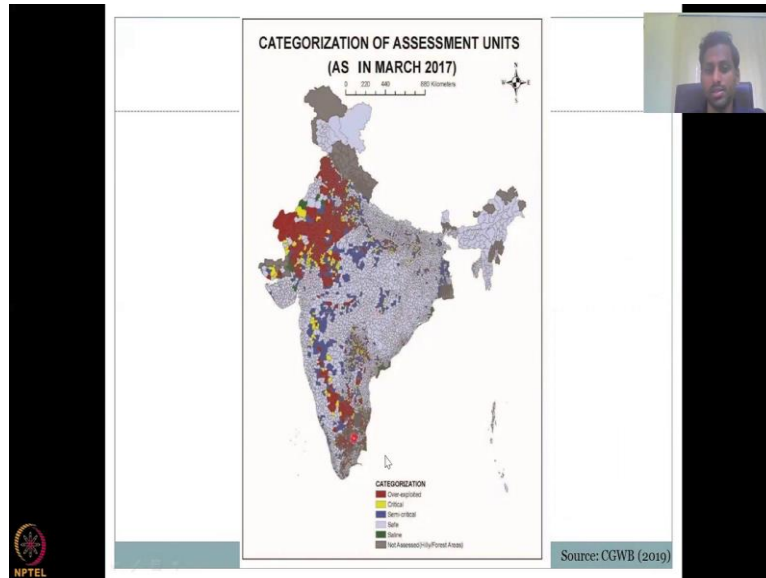 CATEGORIZATION OF ASSESSMENT UNITS
(AS IN MARCH 2017)
N
W E
S
0 220 440 880 Kilometers
CATEGORIZATION
Over-exploited
Critical
Semi-critical
Safe
Saline
Not Assessed(Hilly/Forest Areas)
Source: CGWB (2019)
NPTEL